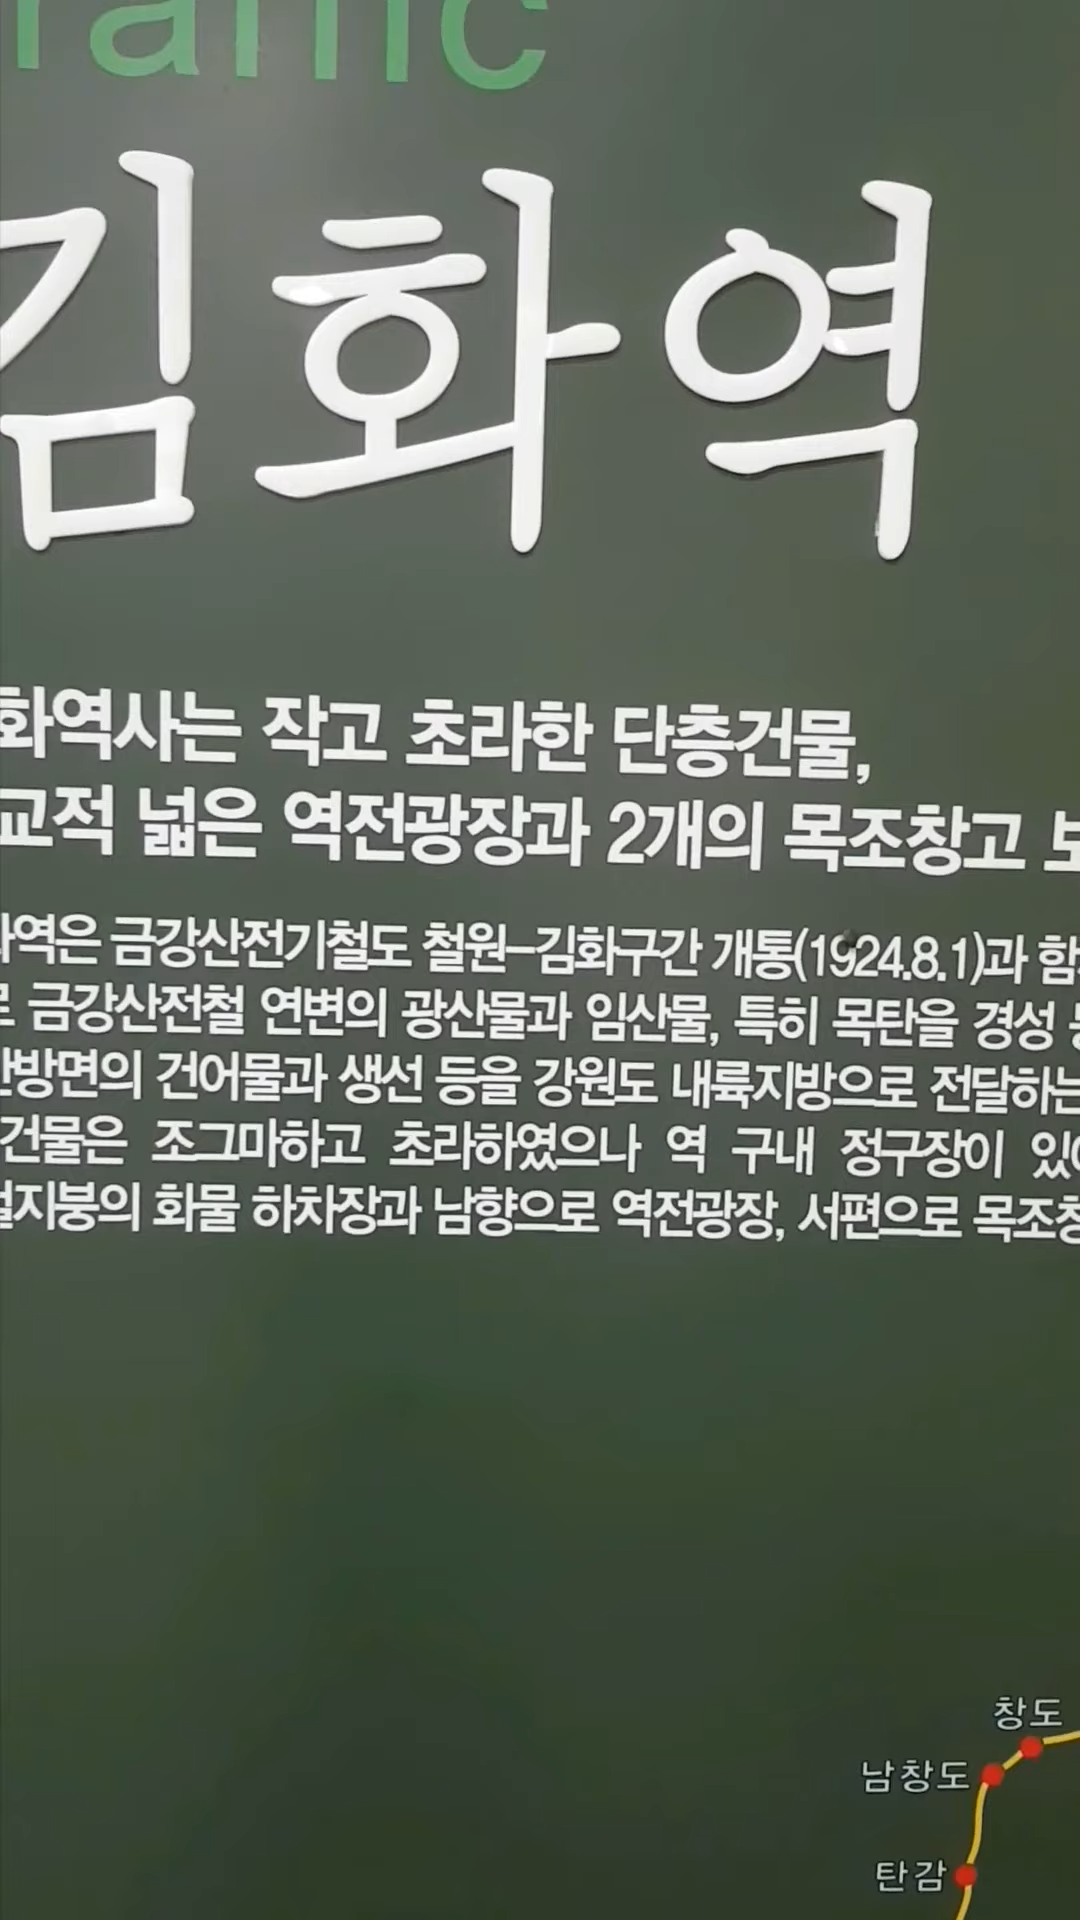 김화역
화역사는 작고 초라한 단층건물,
교적 넓은 역전광장과 2개의 목조창고
역은 금강산전기철도 철원-김화구간 개통(1924.8.1)과 함
금강산전철 연변의 광산물과 임산물, 특히 목탄을 경성
방면의 건어물과 생선 등을 강원도 내륙지방으로 전달하는
건물은 조그마하고 초라하였으나 역 구내 정구장이
지붕의 화물 하차장과 남향으로 역전광장, 서편으로 목조창
창도
남창도
탄감